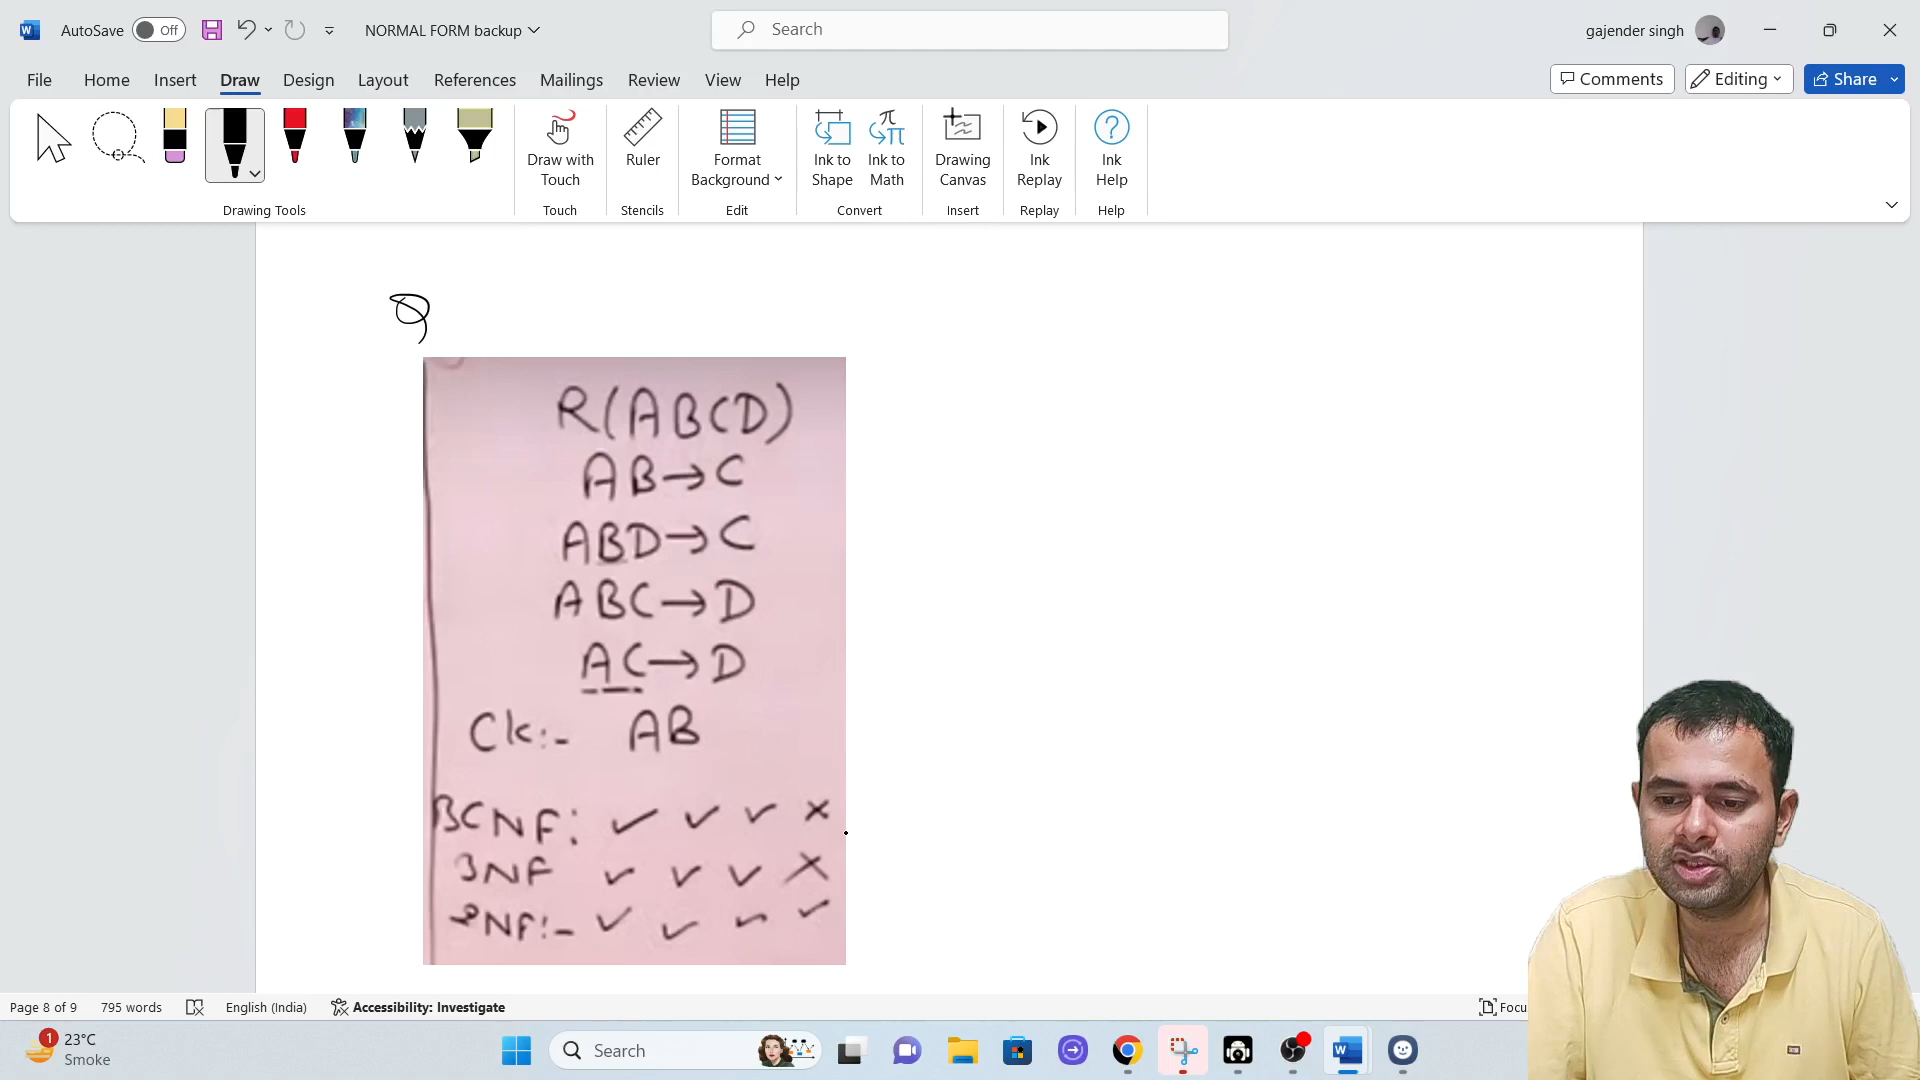 AutoSave Off NORMAL FORM backup Search gajender singh
File Home Insert Draw Design Layout References Mailings Review View Help Comments Editing Share
Draw with Touch
Ruler
Format Background
Ink to Shape
Ink to Math
Drawing Canvas
Ink Replay
Ink Help
Drawing Tools Touch Stencils Edit Convert Insert Replay Help
R(ABCD)
AB→C
ABD→C
ABC→D
AC→D
Ck:- AB
BCNF: ✓ ✓ ✓ ×
3NF ✓ ✓ ✓ ×
2NF:- ✓ ✓ ✓ ✓
Page 8 of 9 795 words English (India) Accessibility: Investigate Focu
1 23°C
Smoke
Search